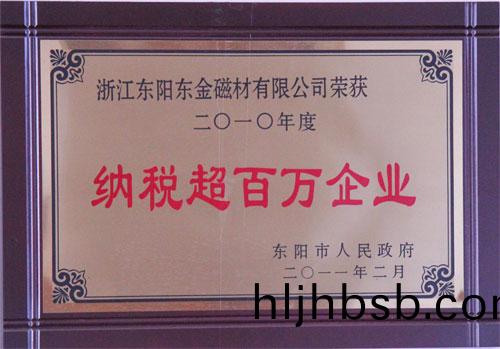 浙江东阳东金磁材有限公司荣获
二〇一〇年度
纳税超百万企业
东阳市人民政府
二〇一一年二月
hljhbsb.com